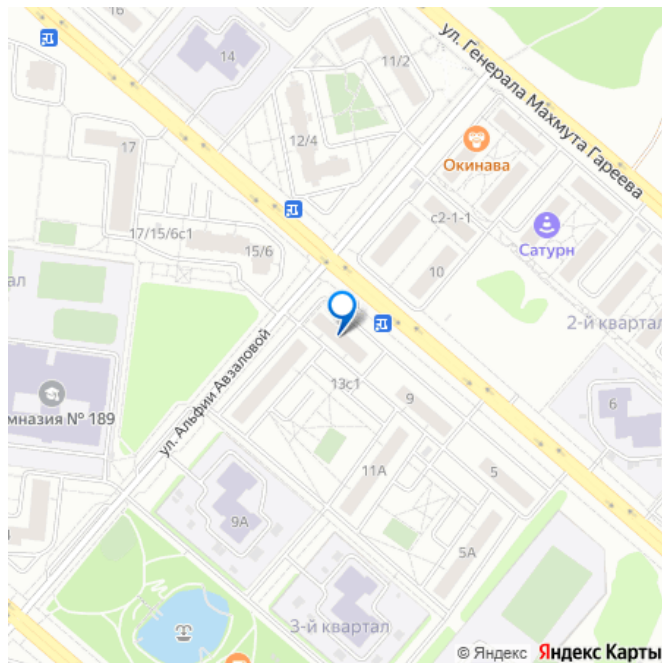 16
14
11/2
ул. Генерала Махмута Гареева
12/4
17
Окинава
с2-1-1
Сатурн
17/15/6с1
15/6
10
ал
2-й квартал
ул. Альфии Авзаловой
13с1
9
6
мназия № 189
11А
5
9А
5А
3-й квартал
© Яндекс Яндекс Карты